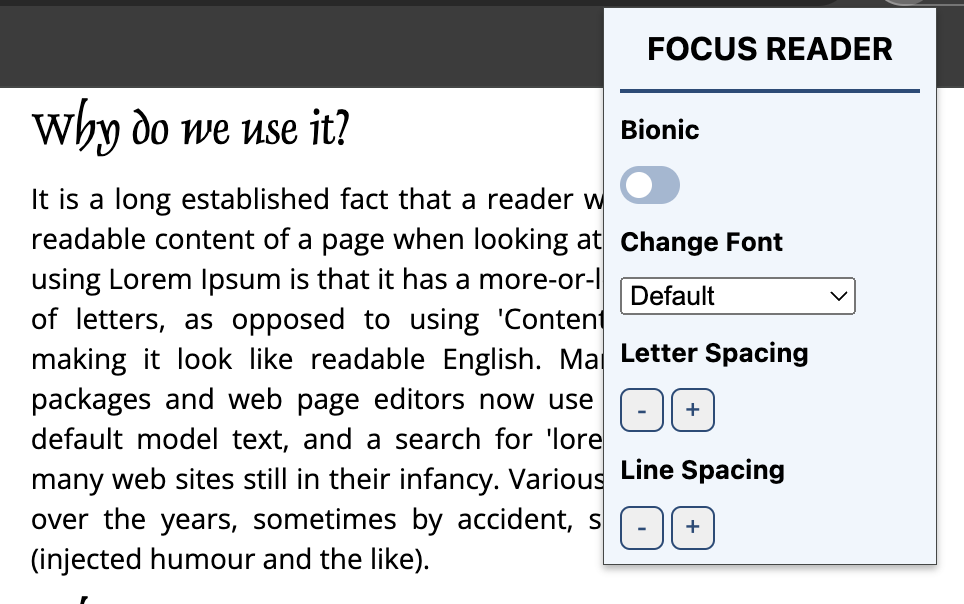 Why do we use it?
It is a long established fact that a reader w
readable content of a page when looking at
using Lorem Ipsum is that it has a more-or-l
of letters, as opposed to using 'Content
making it look like readable English. Mar
packages and web page editors now use
default model text, and a search for 'lore
many web sites still in their infancy. Various
over the years, sometimes by accident, s
(injected humour and the like).
FOCUS READER
Bionic
Change Font
Default
Letter Spacing
- +
Line Spacing
- +